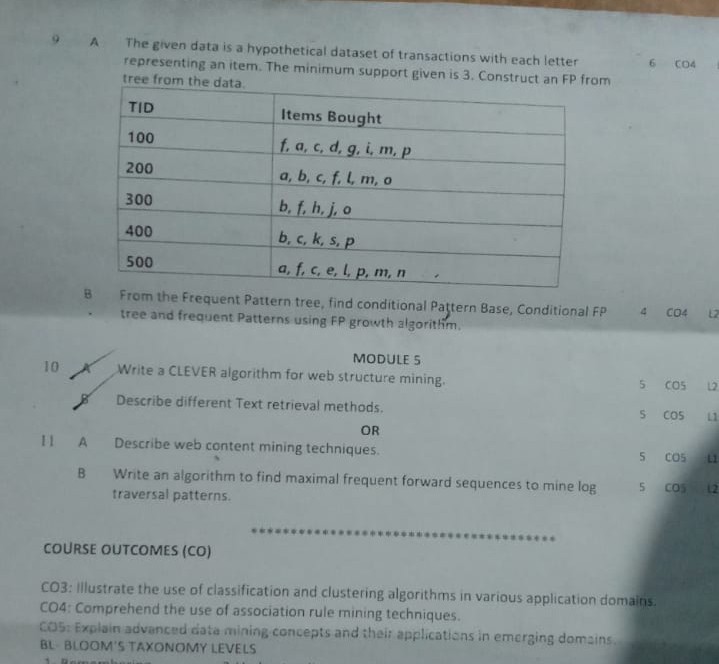 9 A The given data is a hypothetical dataset of transactions with each letter 6 CO4
representing an item. The minimum support given is 3. Construct an FP from
tree from the data.
TID Items Bought
100 f, a, c, d, g, i, m, p
200 a, b, c, f, l, m, o
300 b, f, h, j, o
400 b, c, k, s, p
500 a, f, c, e, l, p, m, n
B From the Frequent Pattern tree, find conditional Pattern Base, Conditional FP 4 CO4 L2
tree and frequent Patterns using FP growth algorithm.
MODULE 5
10 A Write a CLEVER algorithm for web structure mining. 5 CO5 L2
B Describe different Text retrieval methods. 5 CO5 L1
OR
11 A Describe web content mining techniques. 5 CO5 L1
B Write an algorithm to find maximal frequent forward sequences to mine log 5 CO5 L2
traversal patterns.
****************************************
COURSE OUTCOMES (CO)
CO3: Illustrate the use of classification and clustering algorithms in various application domains.
CO4: Comprehend the use of association rule mining techniques.
CO5: Explain advanced data mining concepts and their applications in emerging domains.
BL- BLOOM'S TAXONOMY LEVELS